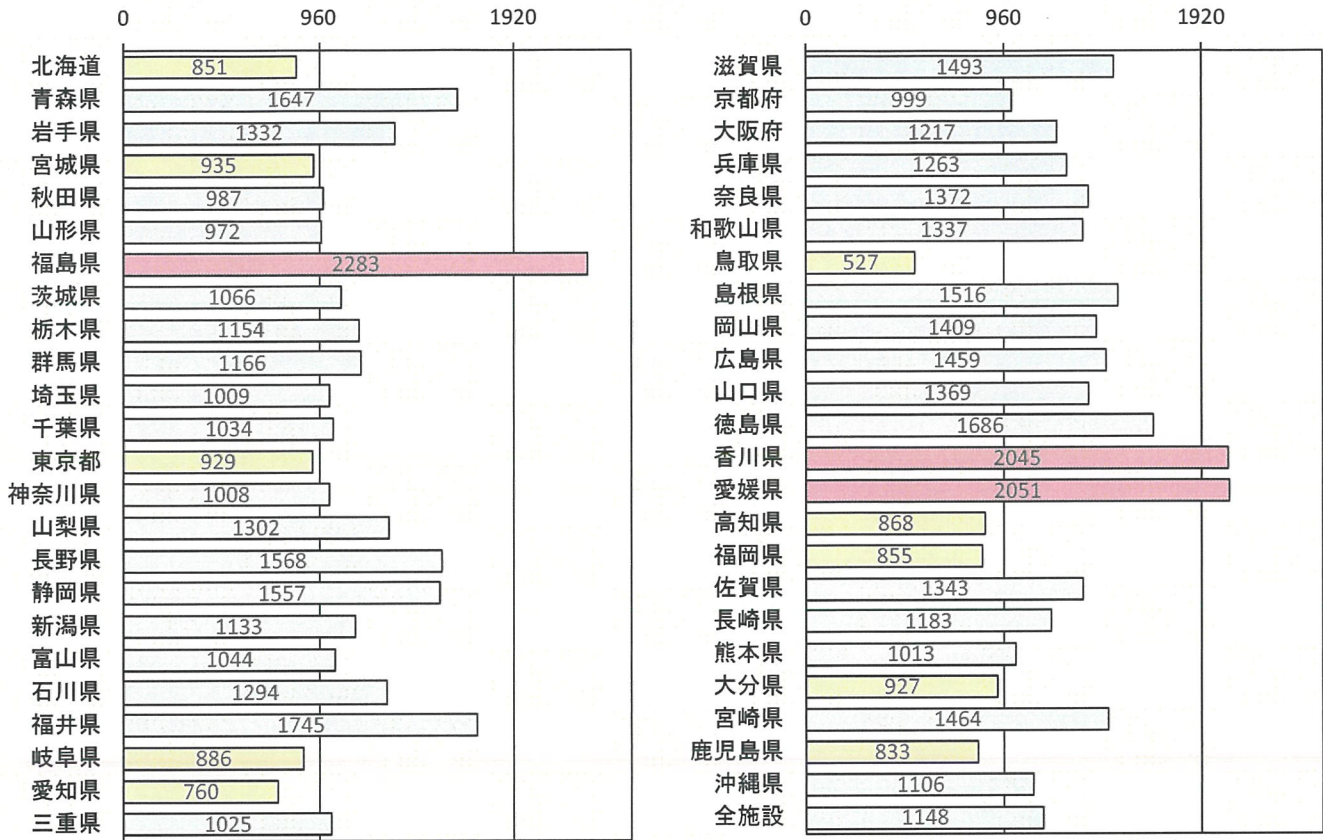 0 960 1920
北海道 851
青森県 1647
岩手県 1332
宮城県 935
秋田県 987
山形県 972
福島県 2283
茨城県 1066
栃木県 1154
群馬県 1166
埼玉県 1009
千葉県 1034
東京都 929
神奈川県 1008
山梨県 1302
長野県 1568
静岡県 1557
新潟県 1133
富山県 1044
石川県 1294
福井県 1745
岐阜県 886
愛知県 760
三重県 1025
0 960 1920
滋賀県 1493
京都府 999
大阪府 1217
兵庫県 1263
奈良県 1372
和歌山県 1337
鳥取県 527
島根県 1516
岡山県 1409
広島県 1459
山口県 1369
徳島県 1686
香川県 2045
愛媛県 2051
高知県 868
福岡県 855
佐賀県 1343
長崎県 1183
熊本県 1013
大分県 927
宮崎県 1464
鹿児島県 833
沖縄県 1106
全施設 1148